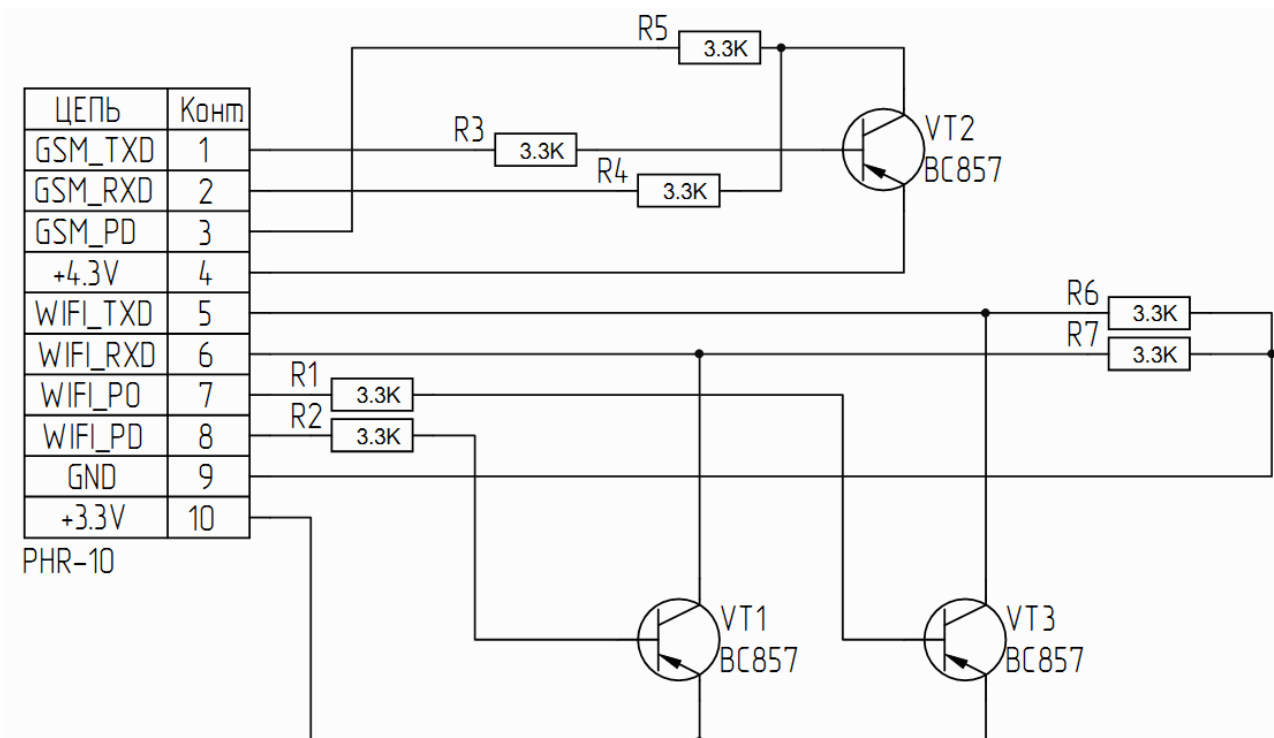 R5 3.3K
ЦЕПЬ Конт
GSM_TXD 1
R3 3.3K
VT2
BC857
GSM_RXD 2
R4 3.3K
GSM_PD 3
+4.3V 4
WIFI_TXD 5
R6 3.3K
WIFI_RXD 6
R7 3.3K
WIFI_PO 7
R1 3.3K
WIFI_PD 8
R2 3.3K
GND 9
+3.3V 10
PHR-10
VT1
BC857
VT3
BC857